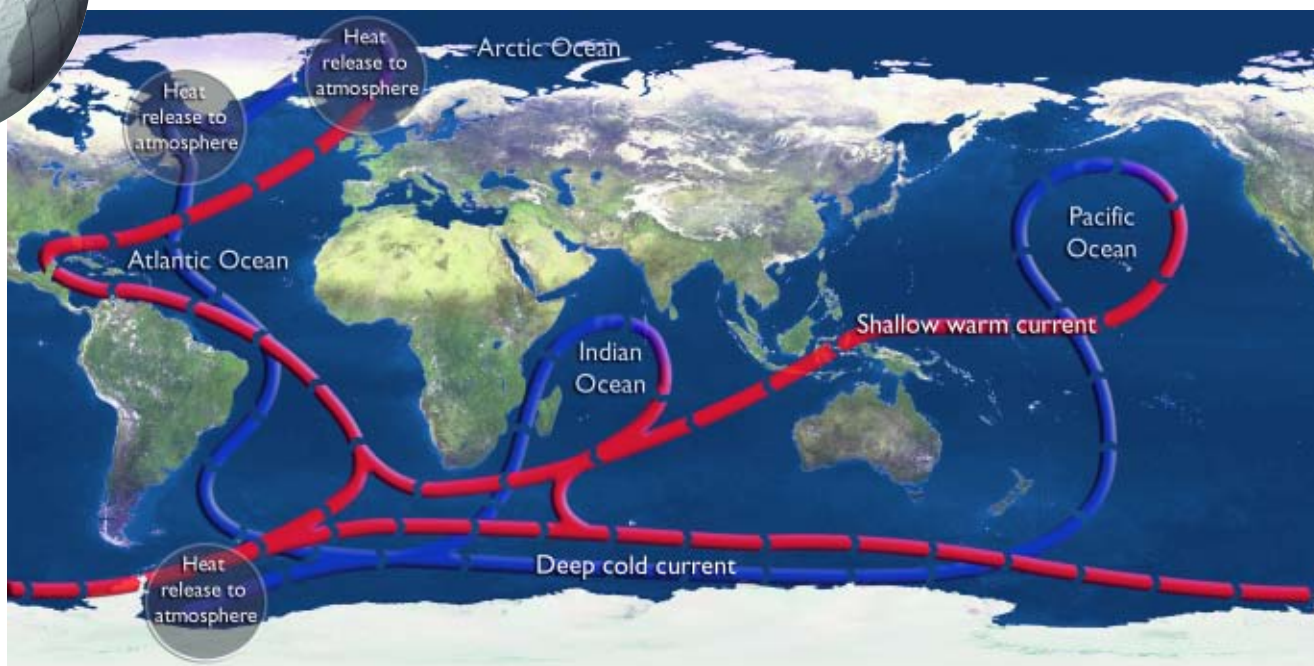 Heat
release to
atmosphere
Arctic Ocean
Heat
release to
atmosphere
Pacific
Ocean
Atlantic Ocean
Shallow warm current
Indian
Ocean
Deep cold current
Heat
release to
atmosphere